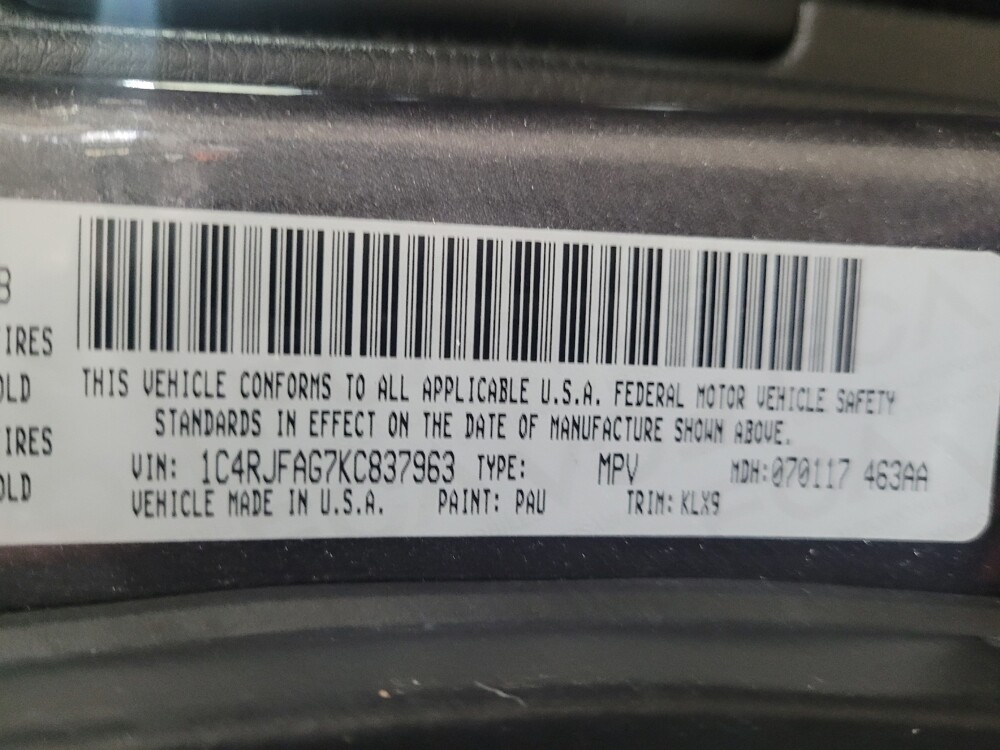 B
IRES
OLD
IRES
OLD
THIS VEHICLE CONFORMS TO ALL APPLICABLE U.S.A. FEDERAL MOTOR VEHICLE SAFETY
STANDARDS IN EFFECT ON THE DATE OF MANUFACTURE SHOWN ABOVE.
VIN: 1C4RJFAG7KC837963 TYPE: MPV MDH:070117 463AA
VEHICLE MADE IN U.S.A. PAINT: PAU TRIM: KLX9